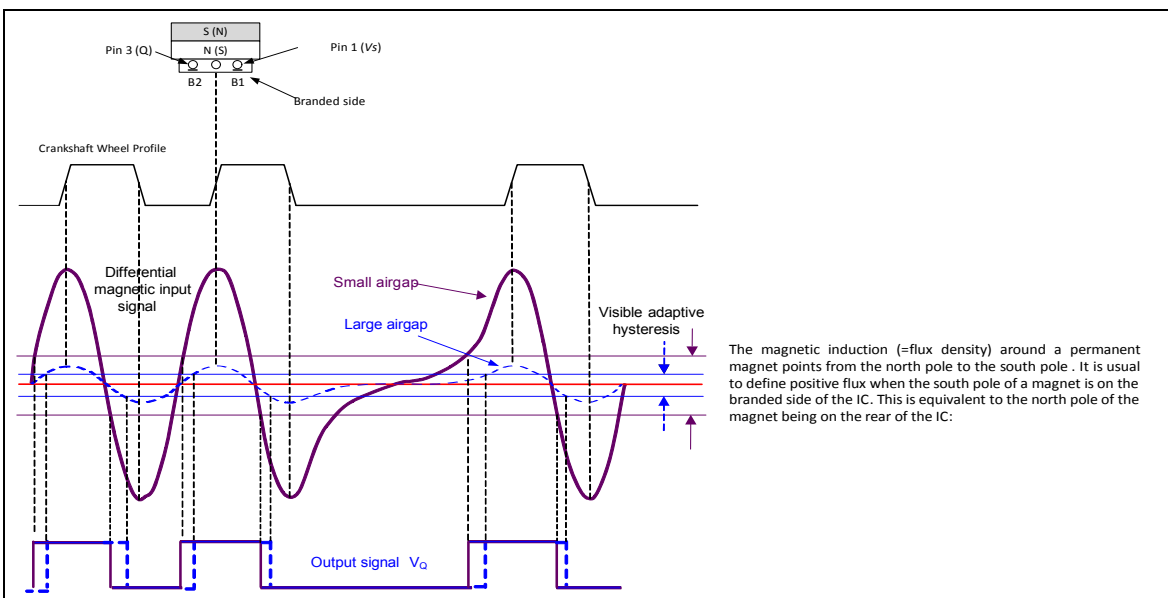 S (N)
N (S)
Pin 3 (Q)
Pin 1 (Vs)
B2
B1
Branded side
Crankshaft Wheel Profile
Differential
magnetic input
signal
Small airgap
Large airgap
Visible adaptive
hysteresis
The magnetic induction (=flux density) around a permanent
magnet points from the north pole to the south pole . It is usual
to define positive flux when the south pole of a magnet is on the
branded side of the IC. This is equivalent to the north pole of the
magnet being on the rear of the IC:
Output signal VQ